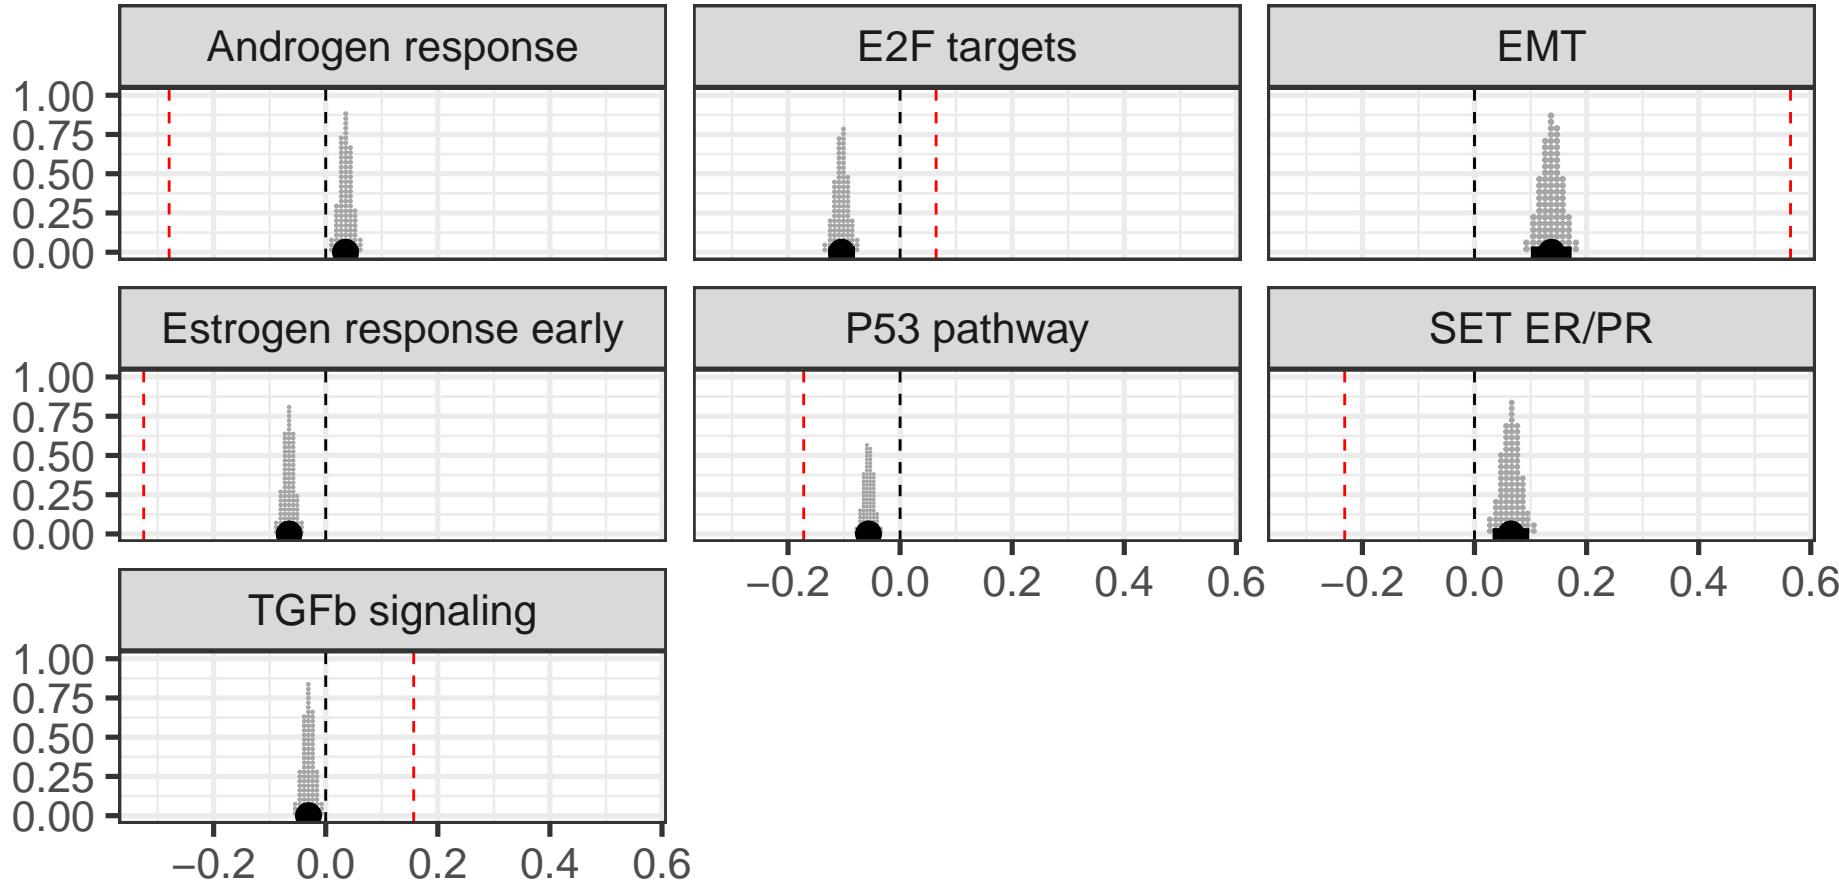 Androgen response
E2F targets
EMT
1.00
0.75
0.50
0.25
0.00
Estrogen response early
P53 pathway
SET ER/PR
1.00
0.75
0.50
0.25
0.00
−0.2 0.0 0.2 0.4 0.6
−0.2 0.0 0.2 0.4 0.6
TGFb signaling
1.00
0.75
0.50
0.25
0.00
−0.2 0.0 0.2 0.4 0.6